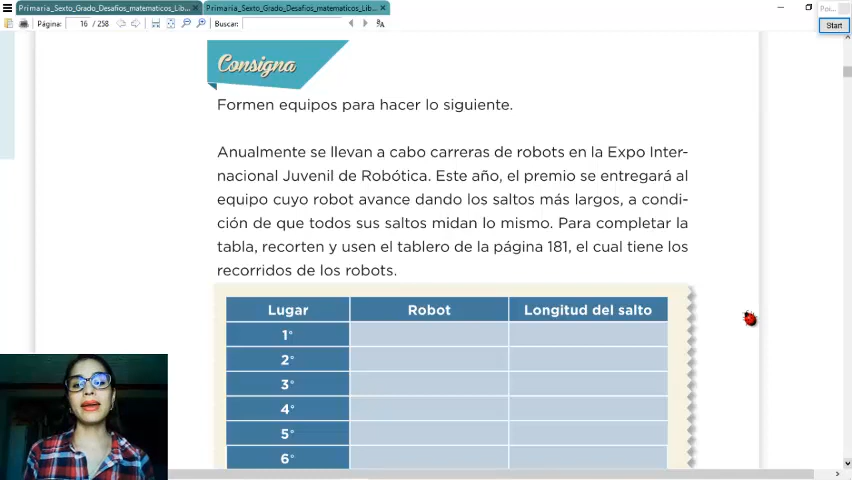 Primaria_Sexto_Grado_Desafios_matematicos_Lib...
Primaria_Sexto_Grado_Desafios_matematicos_Lib...
Página: 16 / 258
Buscar:
Start
Consigna
Formen equipos para hacer lo siguiente.
Anualmente se llevan a cabo carreras de robots en la Expo Inter-
nacional Juvenil de Robótica. Este año, el premio se entregará al
equipo cuyo robot avance dando los saltos más largos, a condi-
ción de que todos sus saltos midan lo mismo. Para completar la
tabla, recorten y usen el tablero de la página 181, el cual tiene los
recorridos de los robots.
Lugar Robot Longitud del salto
1°
2°
3°
4°
5°
6°